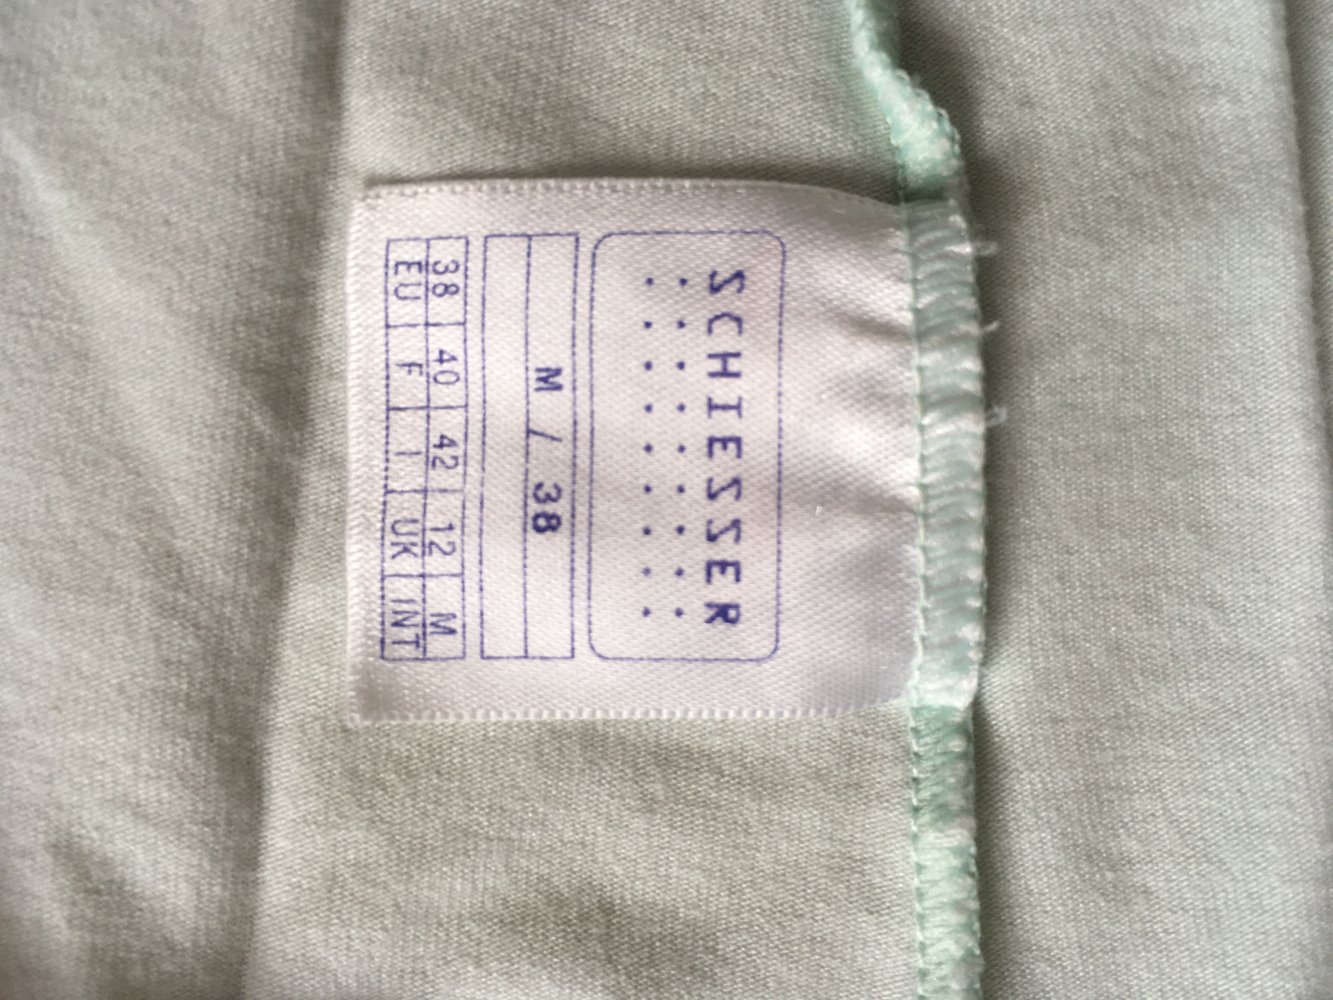 SCHIESSER
M / 38
38 40 42 12 M
EU F I UK INT